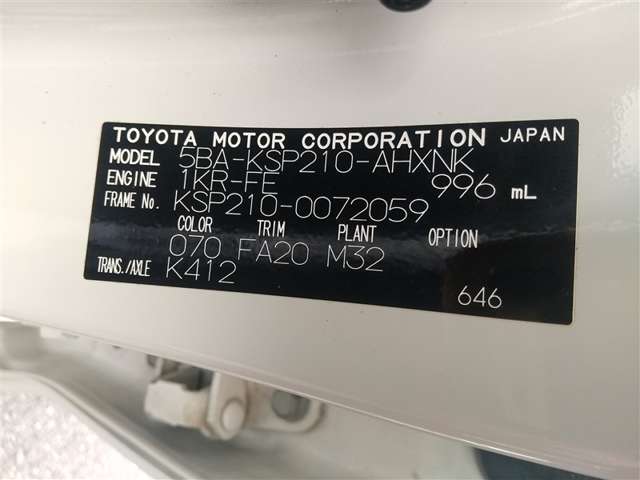 TOYOTA MOTOR CORPORATION JAPAN
MODEL 5BA-KSP210-AHXNK
ENGINE 1KR-FE 996 mL
FRAME No. KSP210-0072059
COLOR TRIM PLANT OPTION
070 FA20 M32
TRANS./AXLE K412
646